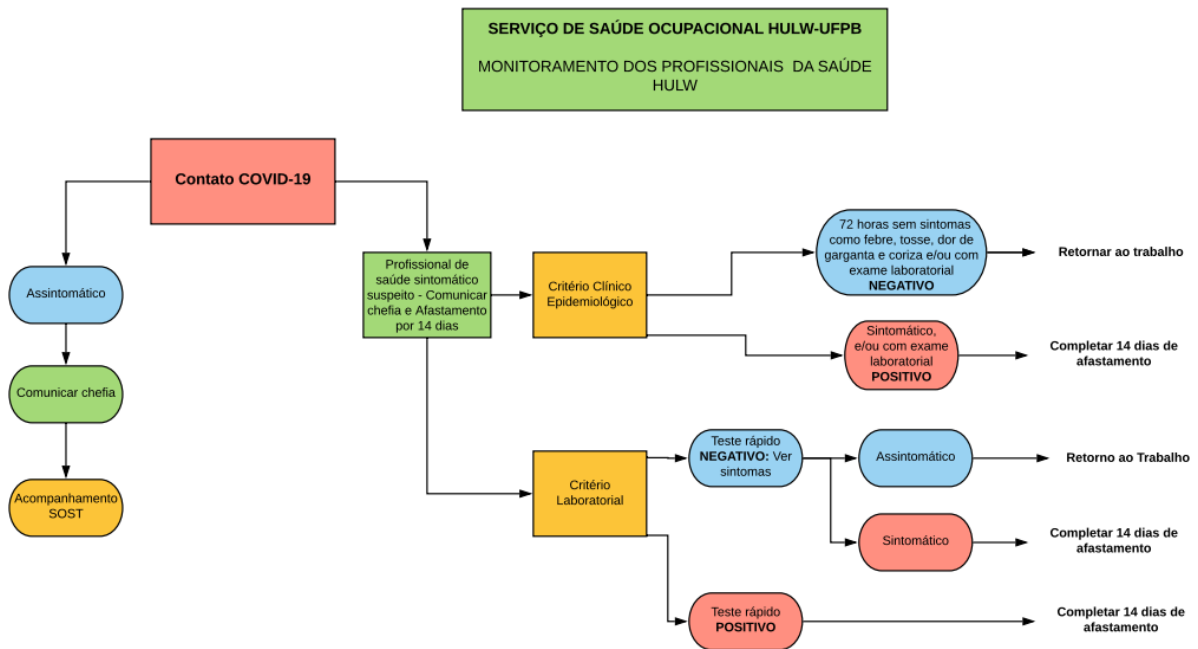 SERVIÇO DE SAÚDE OCUPACIONAL HULW-UFPB
MONITORAMENTO DOS PROFISSIONAIS DA SAÚDE
HULW
Contato COVID-19
Assintomático
Comunicar chefia
Acompanhamento
SOST
Profissional de
saúde sintomático
suspeito - Comunicar
chefia e Afastamento
por 14 dias
Critério Clínico
Epidemiológico
72 horas sem sintomas
como febre, tosse, dor de
garganta e coriza e/ou com
exame laboratorial
NEGATIVO
Retornar ao trabalho
Sintomático,
e/ou com exame
laboratorial
POSITIVO
Completar 14 dias de
afastamento
Critério
Laboratorial
Teste rápido
NEGATIVO: Ver
sintomas
Assintomático
Retorno ao Trabalho
Sintomático
Completar 14 dias de
afastamento
Teste rápido
POSITIVO
Completar 14 dias de
afastamento